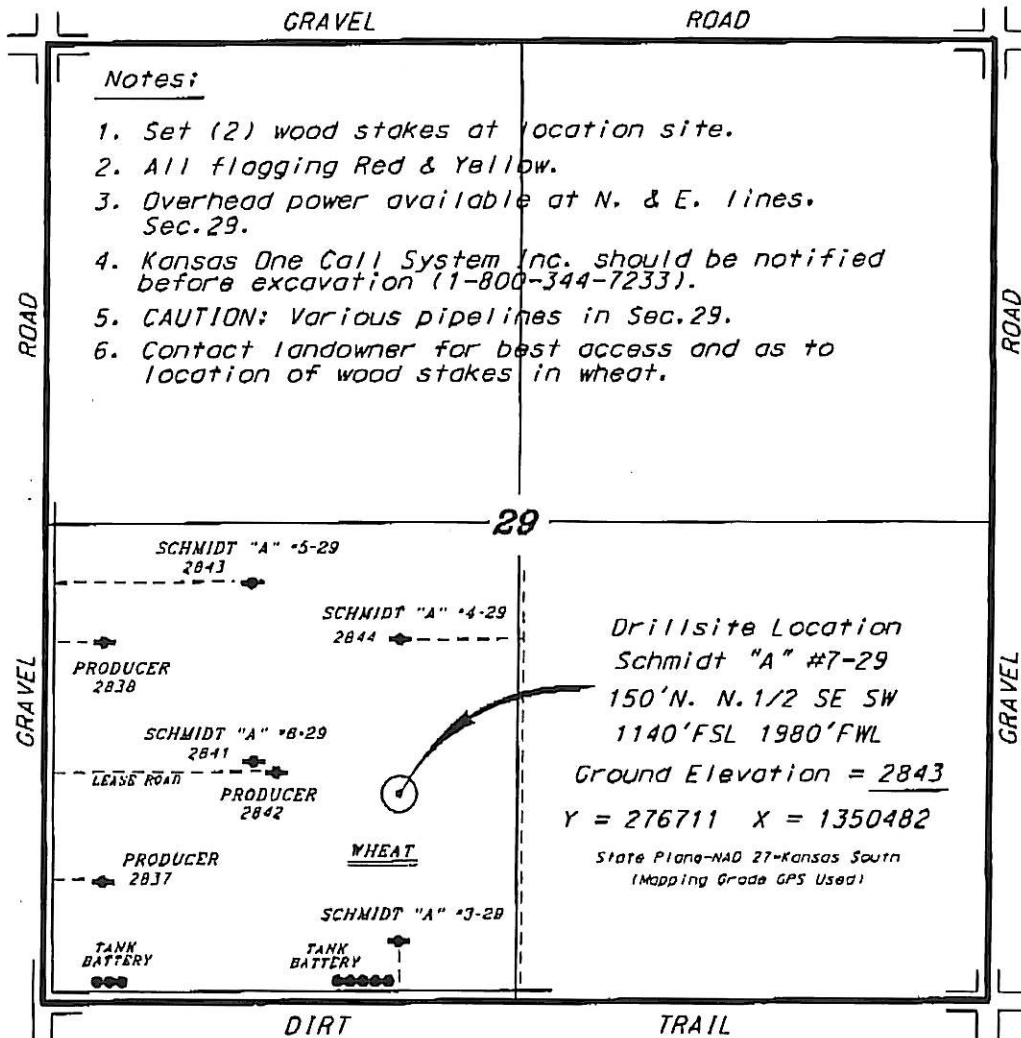 GRAVEL ROAD
Notes:
1. Set (2) wood stakes at location site.
2. All flagging Red & Yellow.
3. Overhead power available at N. & E. lines.
Sec.29.
4. Kansas One Call System Inc. should be notified
before excavation (1-800-344-7233).
5. CAUTION: Various pipelines in Sec.29.
6. Contact landowner for best access and as to
location of wood stakes in wheat.
ROAD
ROAD
29
SCHMIDT "A" #5-29
2843
SCHMIDT "A" #4-29
2844
PRODUCER
2838
GRAVEL
GRAVEL
Drillsite Location
Schmidt "A" #7-29
150'N. N.1/2 SE SW
1140'FSL 1980'FWL
Ground Elevation = 2843
Y = 276711 X = 1350482
State Plane-NAD 27-Kansas South
(Mapping Grade GPS Used)
SCHMIDT "A" #6-29
2841
LEASE ROAD
PRODUCER
2842
WHEAT
PRODUCER
2837
SCHMIDT "A" #3-29
TANK
BATTERY
TANK
BATTERY
DIRT TRAIL